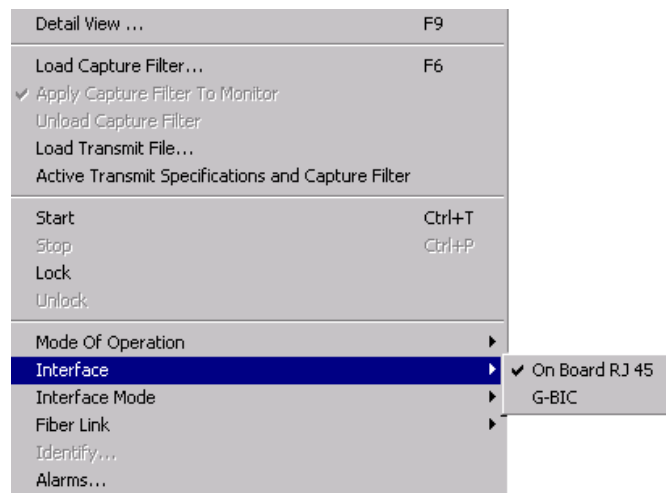 Detail View ... F9
Load Capture Filter... F6
Apply Capture Filter To Monitor
Unload Capture Filter
Load Transmit File...
Active Transmit Specifications and Capture Filter
Start Ctrl+T
Stop Ctrl+P
Lock
Unlock
Mode Of Operation
Interface
On Board RJ 45
Interface Mode
G-BIC
Fiber Link
Identify...
Alarms...